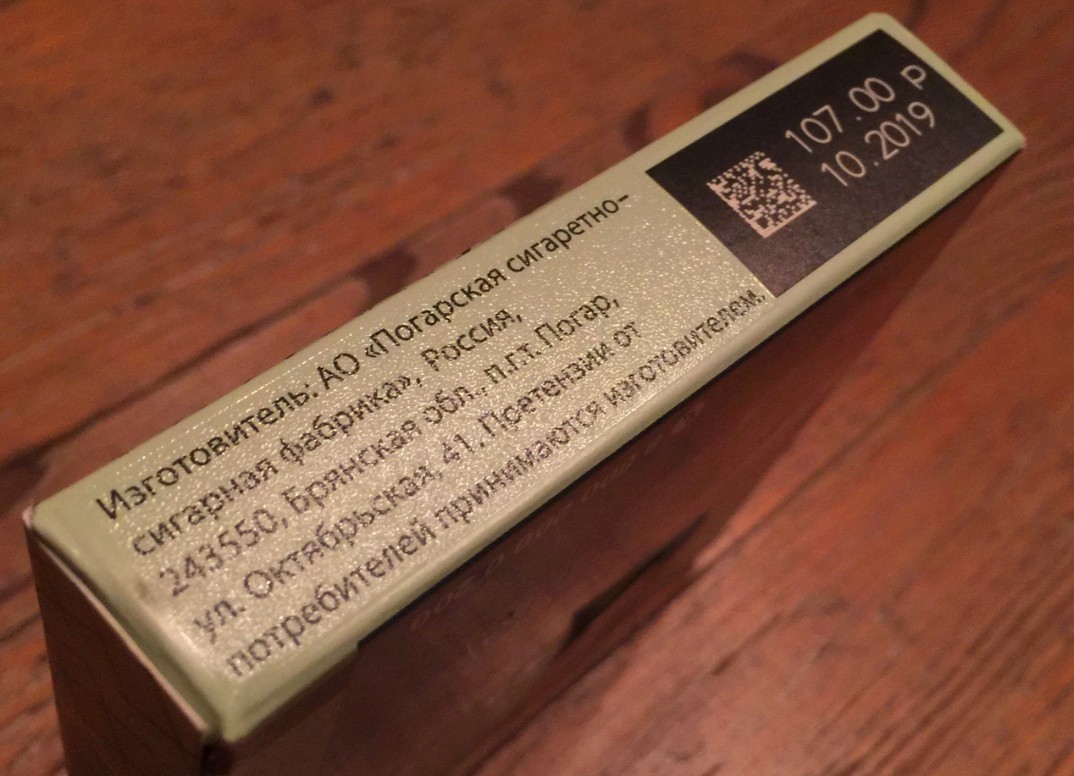 Изготовитель: АО «Погарская сигаретно-
сигарная фабрика», Россия,
243550, Брянская обл., п.г.т. Погар,
ул. Октябрьская, 41. Претензии от
потребителей принимаются изготовителем.
107.00 Р
10.2019